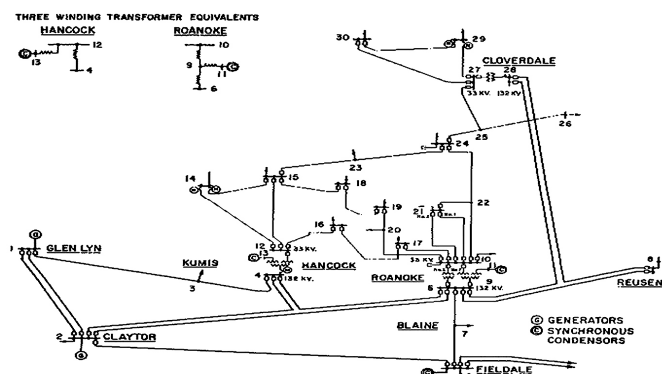 THREE WINDING TRANSFORMER EQUIVALENTS
HANCOCK
ROANOKE
12
13
4
10
9
11
6
30
29
CLOVERDALE
27
28
33 KV.
132 KV.
25
26
24
23
22
14
15
18
19
21
16
20
17
12
33 KV.
13
HANCOCK
33 KV.
10
11
ROANOKE
9
4
132 KV.
6
132 KV.
8
REUSEN
1
GLEN LYN
KUMIS
3
BLAINE
7
2
CLAYTOR
G GENERATORS
C SYNCHRONOUS
CONDENSORS
FIELDALE